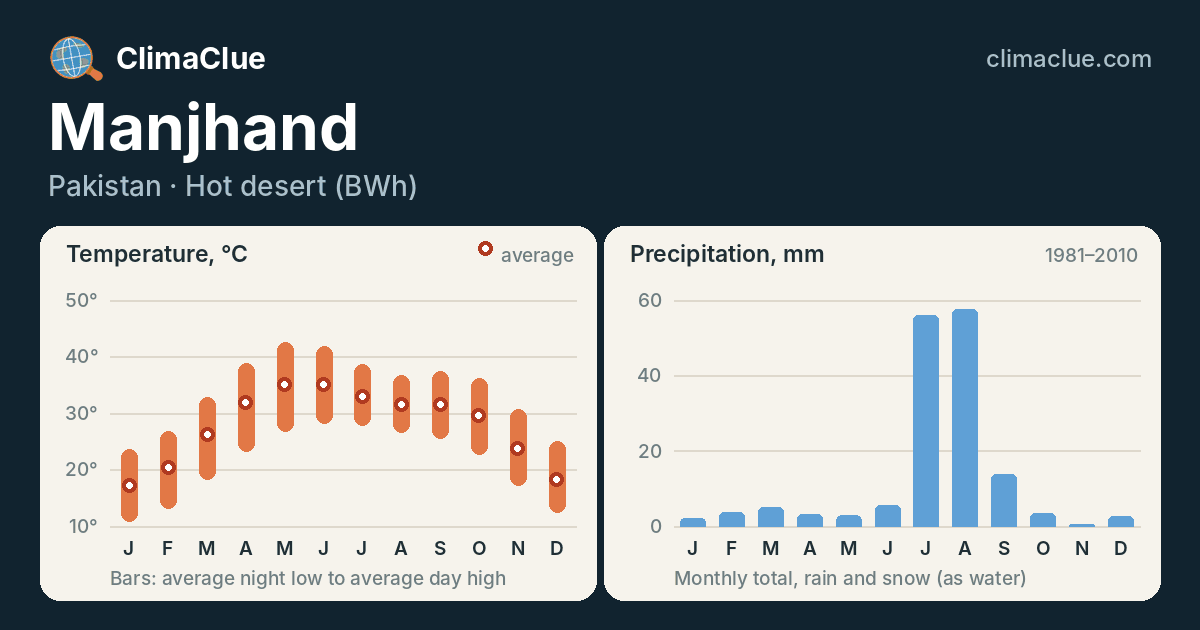 ClimaClue
climaclue.com
Manjhand
Pakistan · Hot desert (BWh)
Temperature, °C
average
50°
40°
30°
20°
10°
J F M A M J J A S O N D
Bars: average night low to average day high
Precipitation, mm
1981–2010
60
40
20
0
J F M A M J J A S O N D
Monthly total, rain and snow (as water)